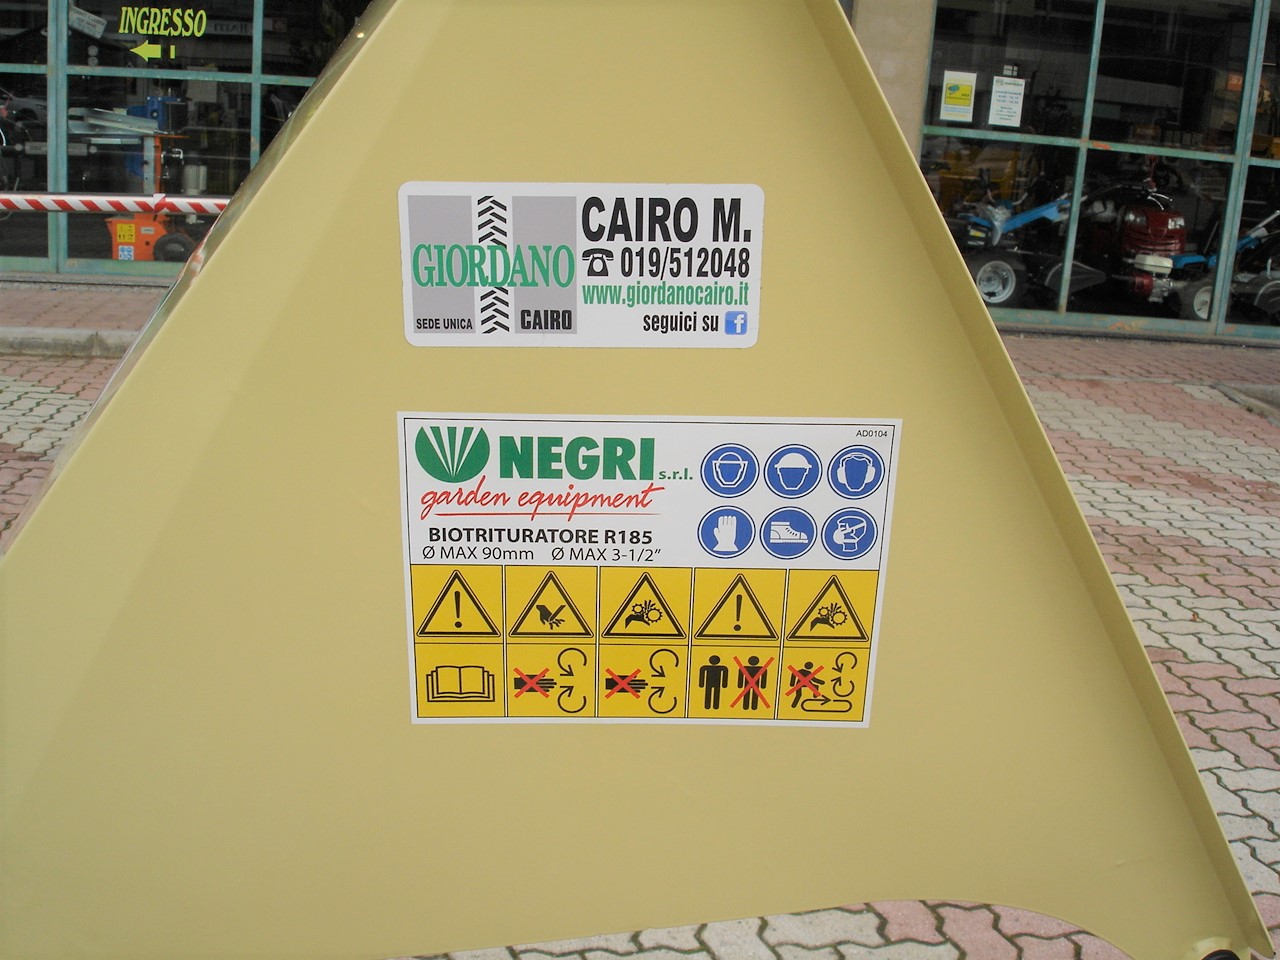 INGRESSO
GIORDANO
SEDE UNICA
CAIRO
CAIRO M.
019/512048
www.giordanocairo.it
seguici su f
AD0104
NEGRI s.r.l.
garden equipment
BIOTRITURATORE R185
Ø MAX 90mm Ø MAX 3-1/2”